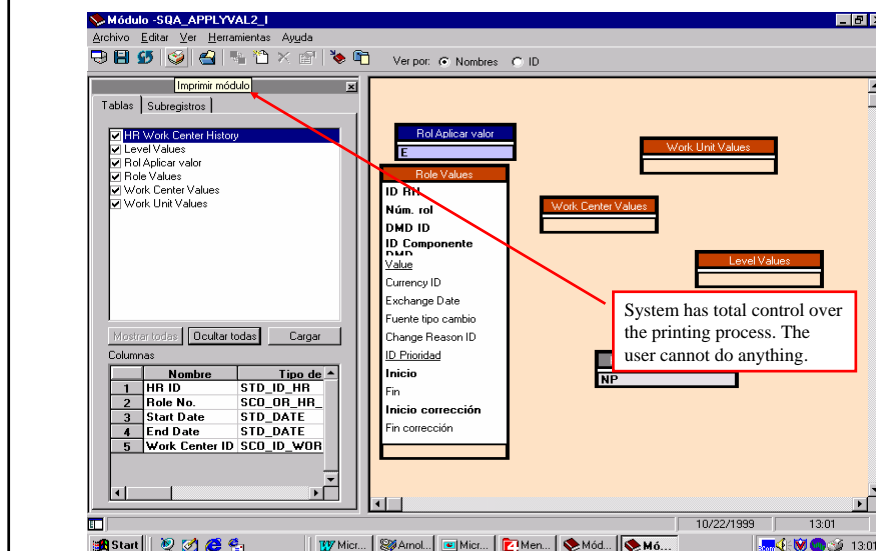 Módulo -SQA_APPLYVAL2_I
Archivo Editar Ver Herramientas Ayuda
Ver por: Nombres ID
Imprimir módulo
Tablas Subregistros
HR Work Center History
Level Values
Rol Aplicar valor
Role Values
Work Center Values
Work Unit Values
Mostrar todas Ocultar todas Cargar
Columnas
Nombre Tipo de
1 HR ID STD_ID_HR
2 Role No. SCO_OR_HR_
3 Start Date STD_DATE
4 End Date STD_DATE
5 Work Center ID SCO_ID_WOR
Rol Aplicar valor
E
Role Values
ID RH
Núm. rol
DMD ID
ID Componente
Value
Currency ID
Exchange Date
Fuente tipo cambio
Change Reason ID
ID Prioridad
Inicio
Fin
Inicio corrección
Fin corrección
Work Unit Values
Work Center Values
Level Values
System has total control over
the printing process. The
user cannot do anything.
NP
10/22/1999 13:01
Start Micr... Arnol... Micr... Men... Mód... Mó... 13:01